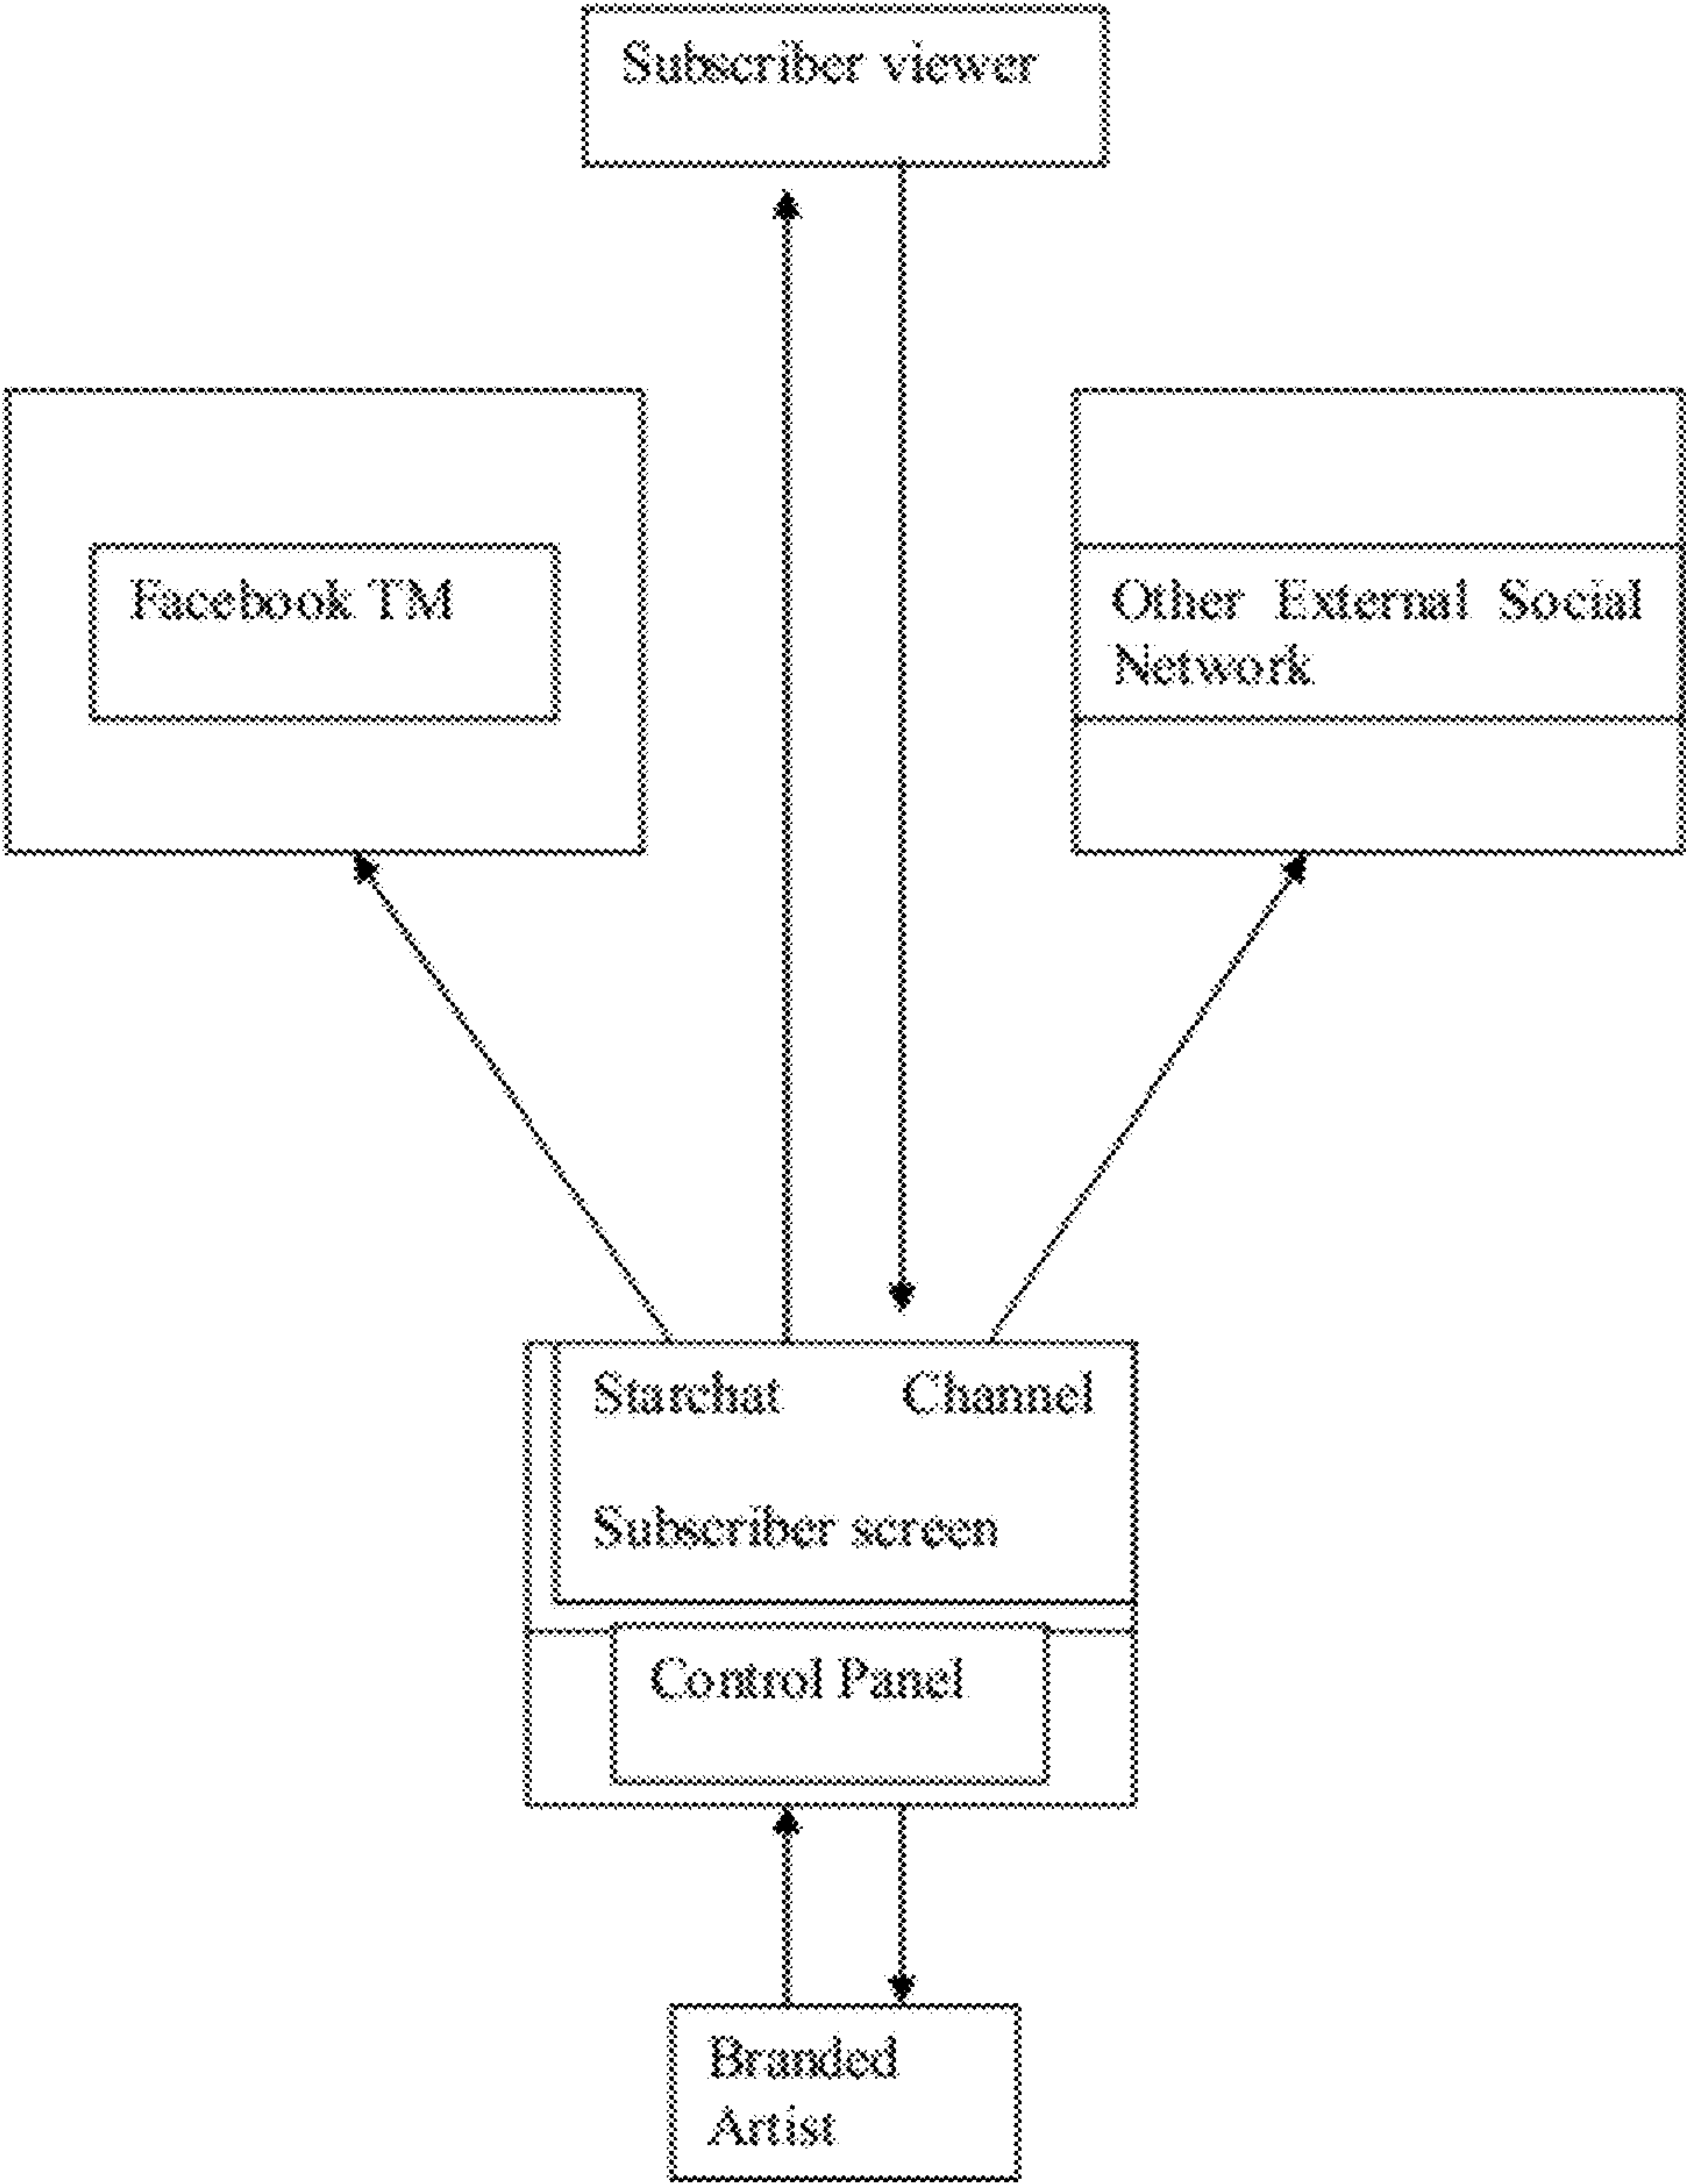 Subscriber viewer
Facebook TM
Other External Social
Network
Starchat Channel
Subscriber screen
Control Panel
Branded
Artist